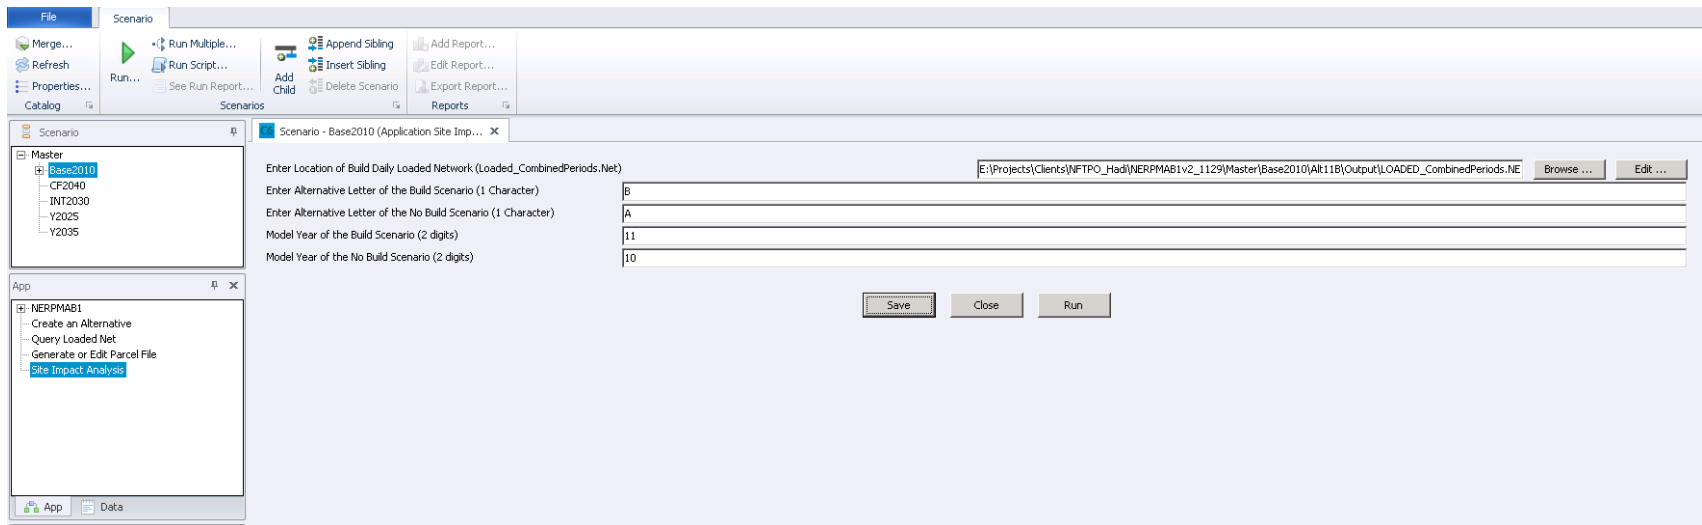 File
Scenario
Merge...
Refresh
Properties...
Catalog
Run...
Run Multiple...
Run Script...
See Run Report...
Add
Child
Append Sibling
Insert Sibling
Delete Scenario
Scenarios
Add Report...
Edit Report...
Export Report...
Reports
Scenario
Master
Base2010
CF2040
INT2030
Y2025
Y2035
App
NERPMAB1
Create an Alternative
Query Loaded Net
Generate or Edit Parcel File
Site Impact Analysis
App
Data
C6 Scenario - Base2010 (Application Site Imp...
Enter Location of Build Daily Loaded Network (Loaded_CombinedPeriods.Net) E:\Projects\Clients\NFTPO_Hadi\NERPMAB1v2_1129\Master\Base2010\Alt11B\Output\LOADED_CombinedPeriods.NE Browse ... Edit ...
Enter Alternative Letter of the Build Scenario (1 Character) B
Enter Alternative Letter of the No Build Scenario (1 Character) A
Model Year of the Build Scenario (2 digits) 11
Model Year of the No Build Scenario (2 digits) 10
Save Close Run